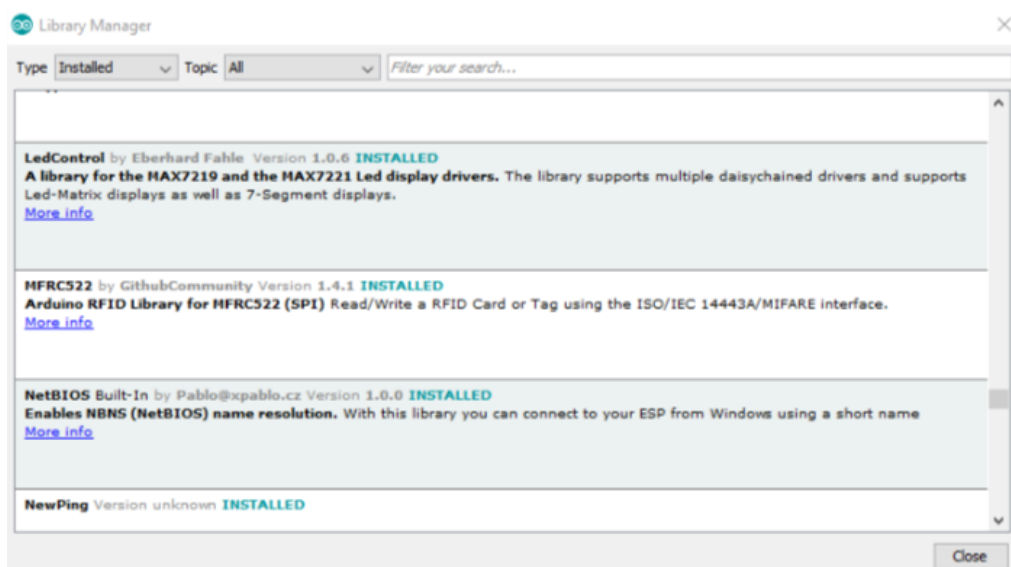 Library Manager
Type Installed Topic All Filter your search...
LedControl by Eberhard Fahle Version 1.0.6 INSTALLED
A library for the MAX7219 and the MAX7221 Led display drivers. The library supports multiple daisychained drivers and supports
Led-Matrix displays as well as 7-Segment displays.
More info
MFRC522 by GithubCommunity Version 1.4.1 INSTALLED
Arduino RFID Library for MFRC522 (SPI) Read/Write a RFID Card or Tag using the ISO/IEC 14443A/MIFARE interface.
More info
NetBIOS Built-In by Pablo@xpablo.cz Version 1.0.0 INSTALLED
Enables NBNS (NetBIOS) name resolution. With this library you can connect to your ESP from Windows using a short name
More info
NewPing Version unknown INSTALLED
Close